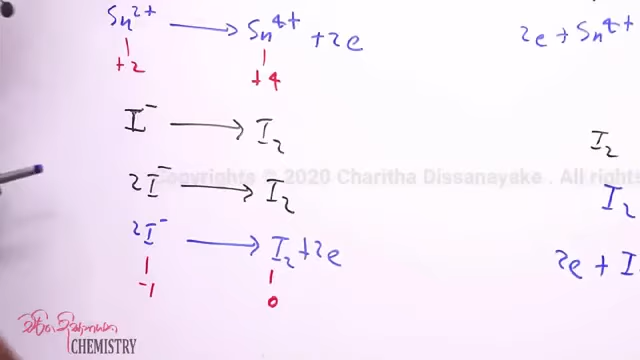 Sn²⁺ → Sn⁴⁺ + 2e
+2 +4
2e + Sn⁴⁺
I⁻ → I₂
I₂
Copyrights © 2020 Charitha Dissanayake . All rights
2I⁻ → I₂
I₂
2I⁻ → I₂ + 2e
-1 0
2e + I
CHEMISTRY